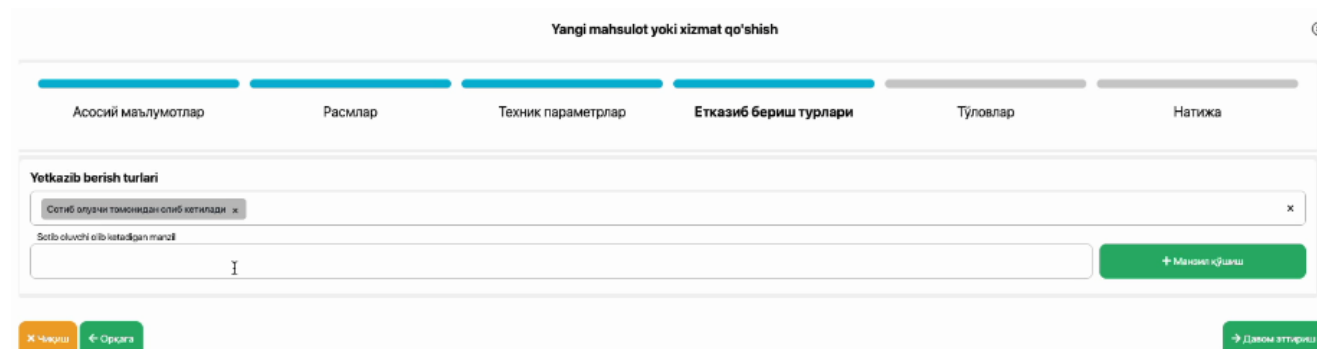 Yangi mahsulot yoki xizmat qo'shish
Асосий маълумотлар Расмлар Техник параметрлар Етказиб бериш турлари Тўловлар Натижа
Yetkazib berish turlari
Сотиб олувчи томонидан олиб кетилади ×
×
Sotib oluvchi olib ketadigan manzil
+ Манзил қўшиш
× Чиқиш ← Орқага → Давом эттириш